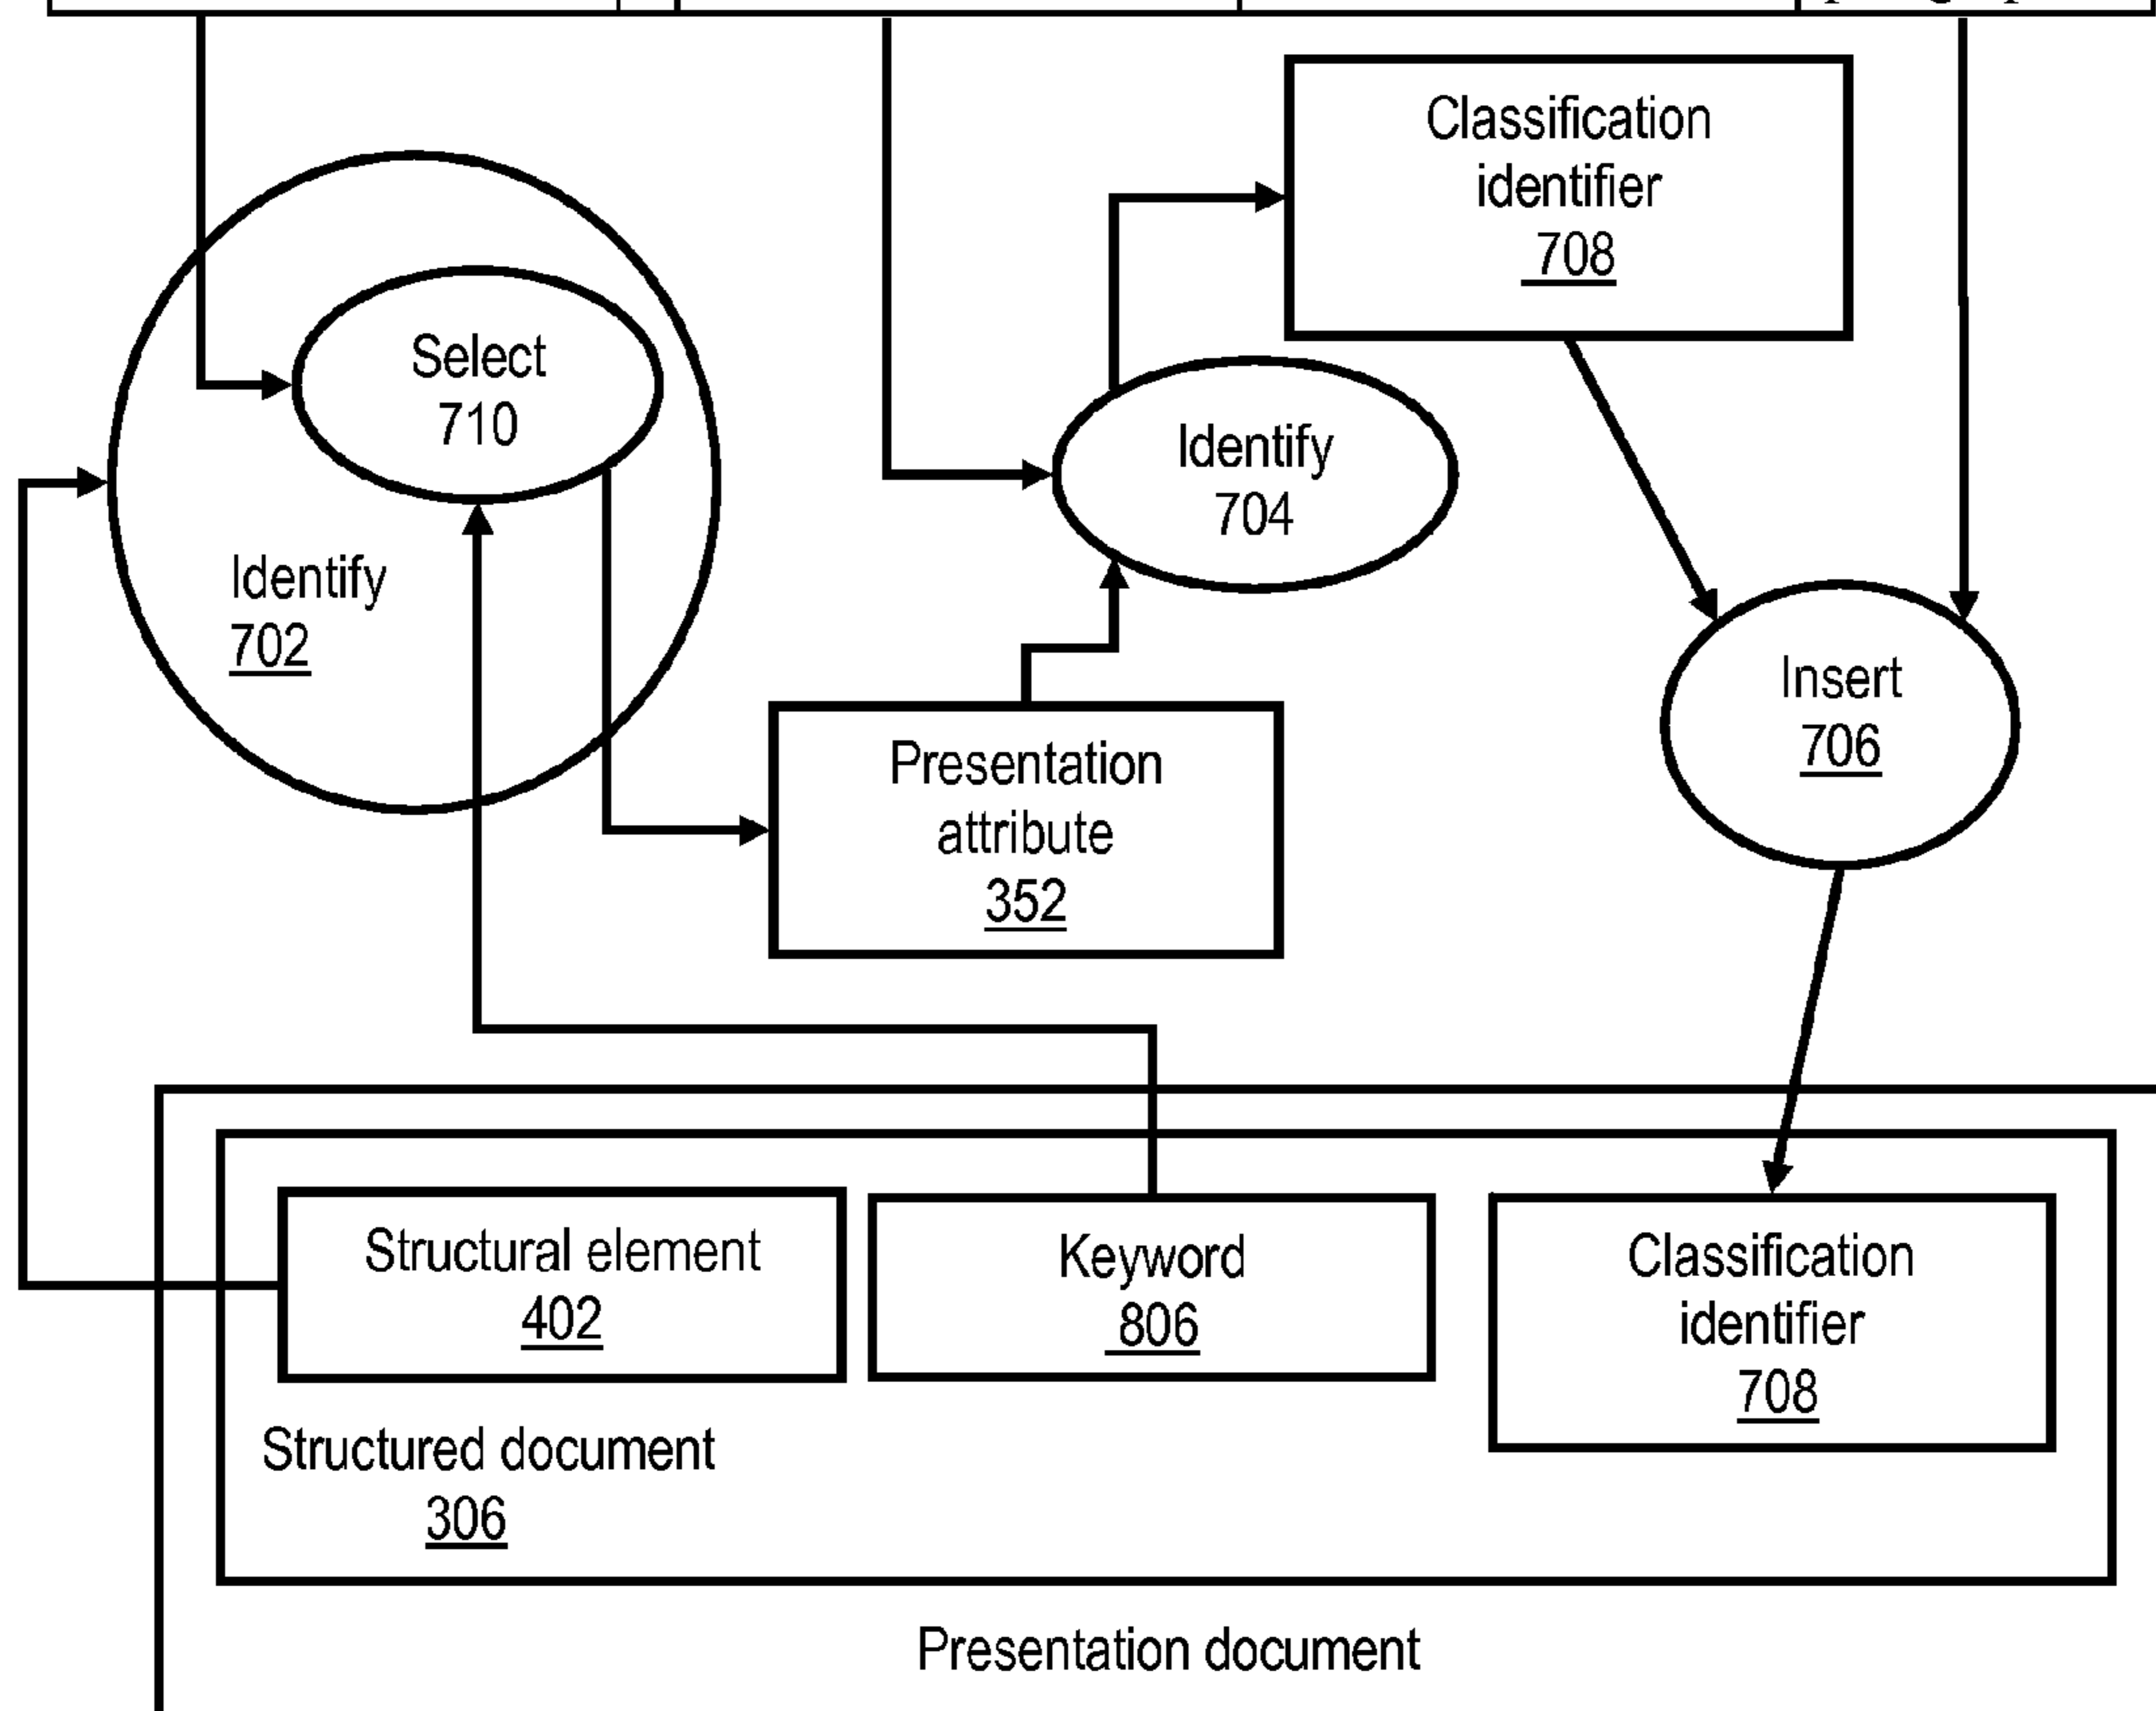 Classification
identifier
708
Select
710
Identify
704
Identify
702
Insert
706
Presentation
attribute
352
Structural element
402
Keyword
806
Classification
identifier
708
Structured document
306
Presentation document